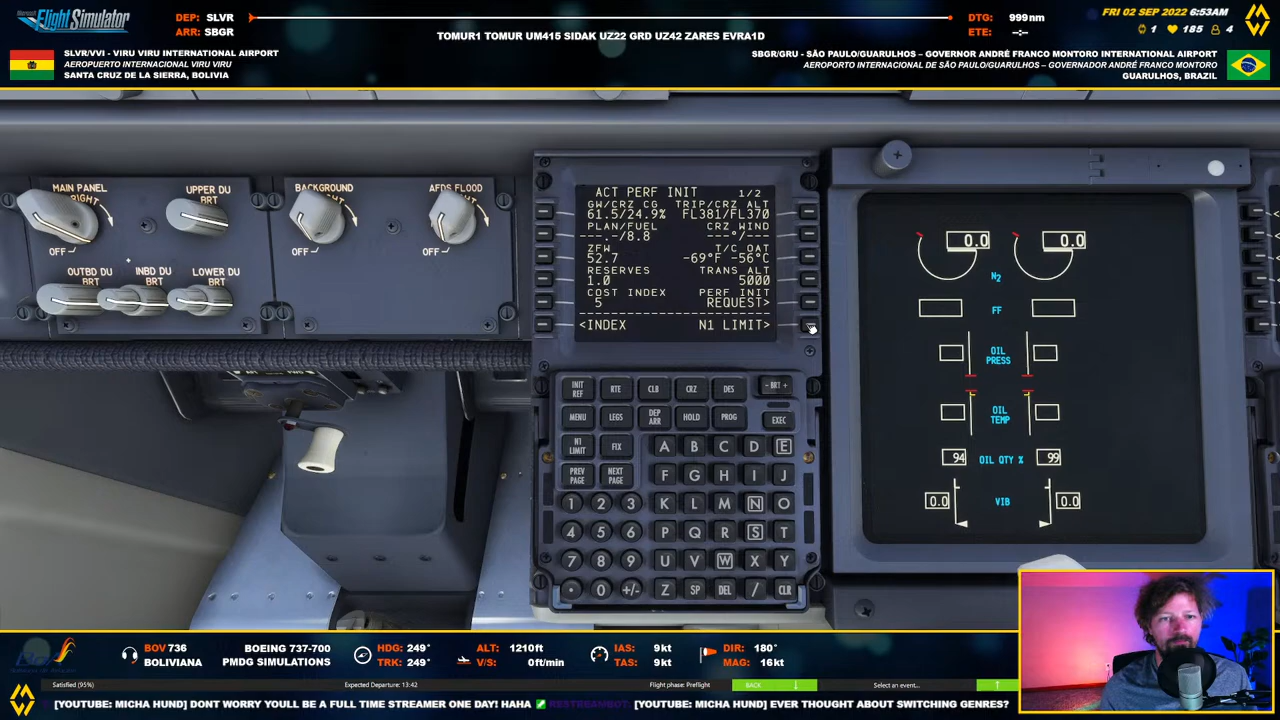 Microsoft
Flight Simulator
DEP: SLVR
ARR: SBGR
TOMUR1 TOMUR UM415 SIDAK UZ22 GRD UZ42 ZARES EVRA1D
DTG: 999nm
ETE: --:--
FRI 02 SEP 2022 6:53AM
1 185 4
SLVR/VVI - VIRU VIRU INTERNATIONAL AIRPORT
AEROPUERTO INTERNACIONAL VIRU VIRU
SANTA CRUZ DE LA SIERRA, BOLIVIA
SBGR/GRU - SÃO PAULO/GUARULHOS – GOVERNOR ANDRÉ FRANCO MONTORO INTERNATIONAL AIRPORT
AEROPORTO INTERNACIONAL DE SÃO PAULO/GUARULHOS – GOVERNADOR ANDRÉ FRANCO MONTORO
GUARULHOS, BRAZIL
MAIN PANEL
RIGHT
UPPER DU
BRT
BACKGROUND
AFDS FLOOD
OFF
OFF
OFF
OUTBD DU
BRT
INBD DU
BRT
LOWER DU
BRT
ACT PERF INIT 1/2
GW/CRZ CG TRIP/CRZ ALT
61.5/24.9% FL381/FL370
PLAN/FUEL CRZ WIND
---.-/8.8 ---°/---
ZFW T/C OAT
52.7 -69°F -56°C
RESERVES TRANS ALT
1.0 5000
COST INDEX PERF INIT
5 REQUEST>
<INDEX N1 LIMIT>
INIT
REF
RTE
CLB
CRZ
DES
- BRT +
MENU
LEGS
DEP
ARR
HOLD
PROG
EXEC
N1
LIMIT
FIX
A B C D E
PREV
PAGE
NEXT
PAGE
F G H I J
1 2 3 K L M N O
4 5 6 P Q R S T
7 8 9 U V W X Y
. 0 +/- Z SP DEL / CLR
0.0 0.0
N2
FF
OIL
PRESS
OIL
TEMP
94 OIL QTY % 99
0.0 VIB 0.0
BOV 736
BOLIVIANA
BOEING 737-700
PMDG SIMULATIONS
HDG: 249°
TRK: 249°
ALT: 1210ft
V/S: 0ft/min
IAS: 9kt
TAS: 9kt
DIR: 180°
MAG: 16kt
Satisfied (95%)
Expected Departure: 13:42
Flight phase: Preflight
BACK
Select an event...
[YOUTUBE: MICHA HUND] DONT WORRY YOULL BE A FULL TIME STREAMER ONE DAY! HAHA RESTREAMBOT: [YOUTUBE: MICHA HUND] EVER THOUGHT ABOUT SWITCHING GENRES?